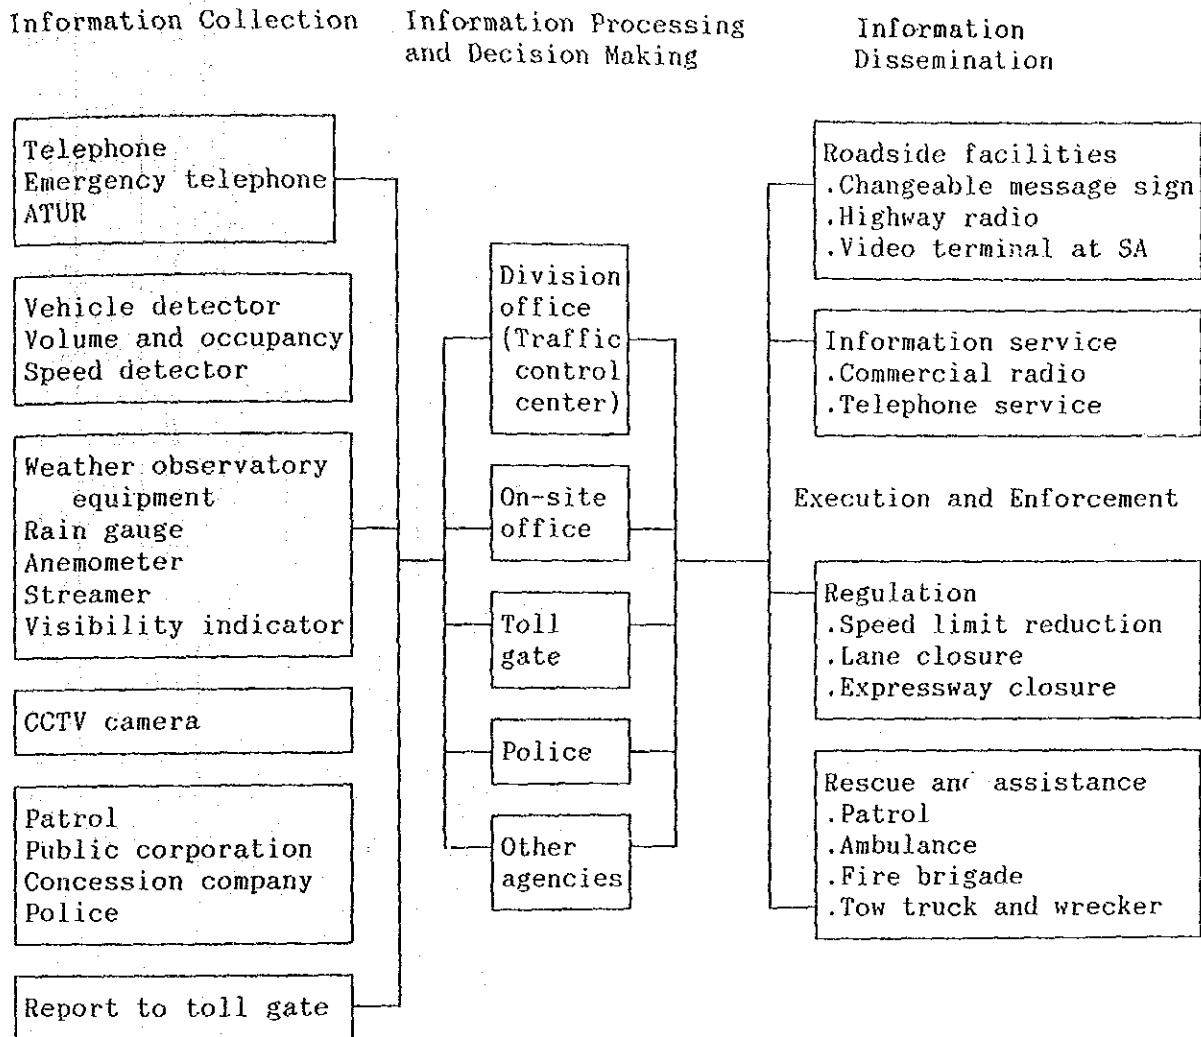 Information Collection
Information Processing
and Decision Making
Information
Dissemination
Telephone
Emergency telephone
ATUR
Vehicle detector
Volume and occupancy
Speed detector
Weather observatory
equipment
Rain gauge
Anemometer
Streamer
Visibility indicator
CCTV camera
Patrol
Public corporation
Concession company
Police
Report to toll gate
Division
office
(Traffic
control
center)
On-site
office
Toll
gate
Police
Other
agencies
Roadside facilities
.Changeable message sign
.Highway radio
.Video terminal at SA
Information service
.Commercial radio
.Telephone service
Execution and Enforcement
Regulation
.Speed limit reduction
.Lane closure
.Expressway closure
Rescue and assistance
.Patrol
.Ambulance
.Fire brigade
.Tow truck and wrecker